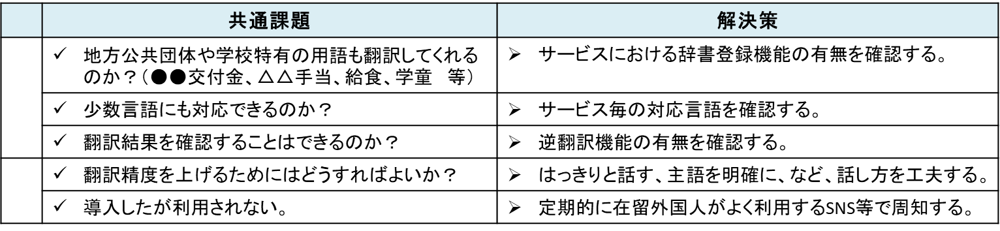 共通課題
解決策
✓ 地方公共団体や学校特有の用語も翻訳してくれる
のか？（●●交付金、△△手当、給食、学童　等）
➢ サービスにおける辞書登録機能の有無を確認する。
✓ 少数言語にも対応できるのか？
➢ サービス毎の対応言語を確認する。
✓ 翻訳結果を確認することはできるのか？
➢ 逆翻訳機能の有無を確認する。
✓ 翻訳精度を上げるためにはどうすればよいか？
➢ はっきりと話す、主語を明確に、など、話し方を工夫する。
✓ 導入したが利用されない。
➢ 定期的に在留外国人がよく利用するSNS等で周知する。